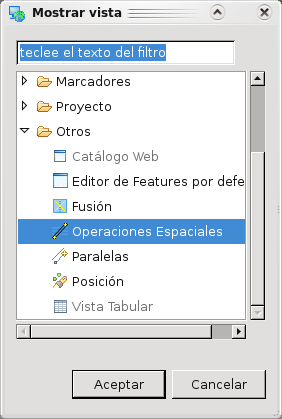 Mostrar vista
teclee el texto del filtro
Marcadores
Proyecto
Otros
Catálogo Web
Editor de Features por defe
Fusión
Operaciones Espaciales
Paralelas
Posición
Vista Tabular
Aceptar
Cancelar